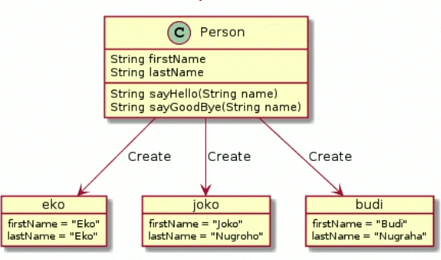 C Person
String firstName
String lastName
String sayHello(String name)
String sayGoodBye(String name)
Create Create Create
eko joko budi
firstName = "Eko" firstName = "Joko" firstName = "Budi"
lastName = "Eko" lastName = "Nugroho" lastName = "Nugraha"